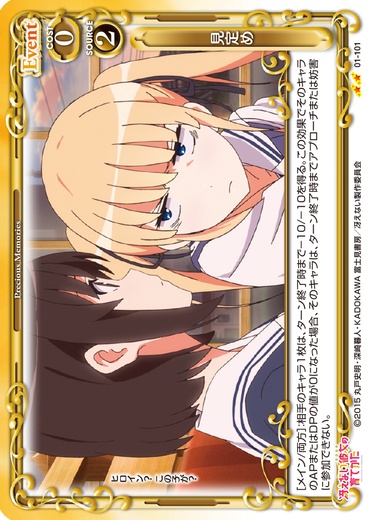 Event
COST
0
SOURCE
2
見定め
01-101
Precious Memories
ヒロイン？ この子が？
[メイン/両方]:相手のキャラ1枚は、ターン終了時まで−10/−10を得る。この効果でそのキャラ
のAPまたはDPの値が0になった場合、そのキャラは、ターン終了時までアプローチまたは妨害
に参加できない。
©2015 丸戸史明・深崎暮人・KADOKAWA 富士見書房／冴えない製作委員会
冴えない彼女の
育てかた